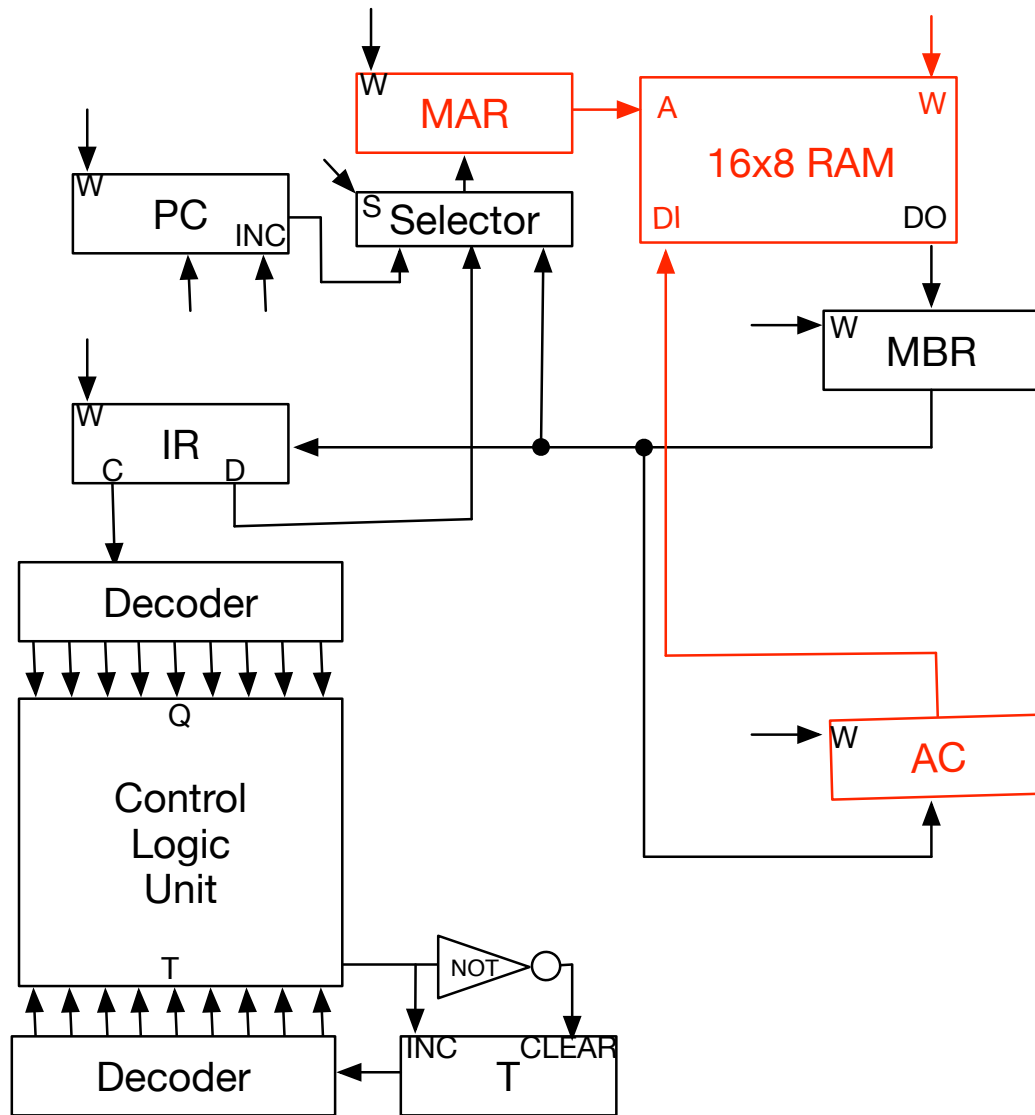 W
MAR
A
W
16x8 RAM
DI
DO
W
PC
INC
S
Selector
W
MBR
W
IR
C
D
Decoder
Q
Control
Logic
Unit
T
W
AC
NOT
INC
CLEAR
T
Decoder